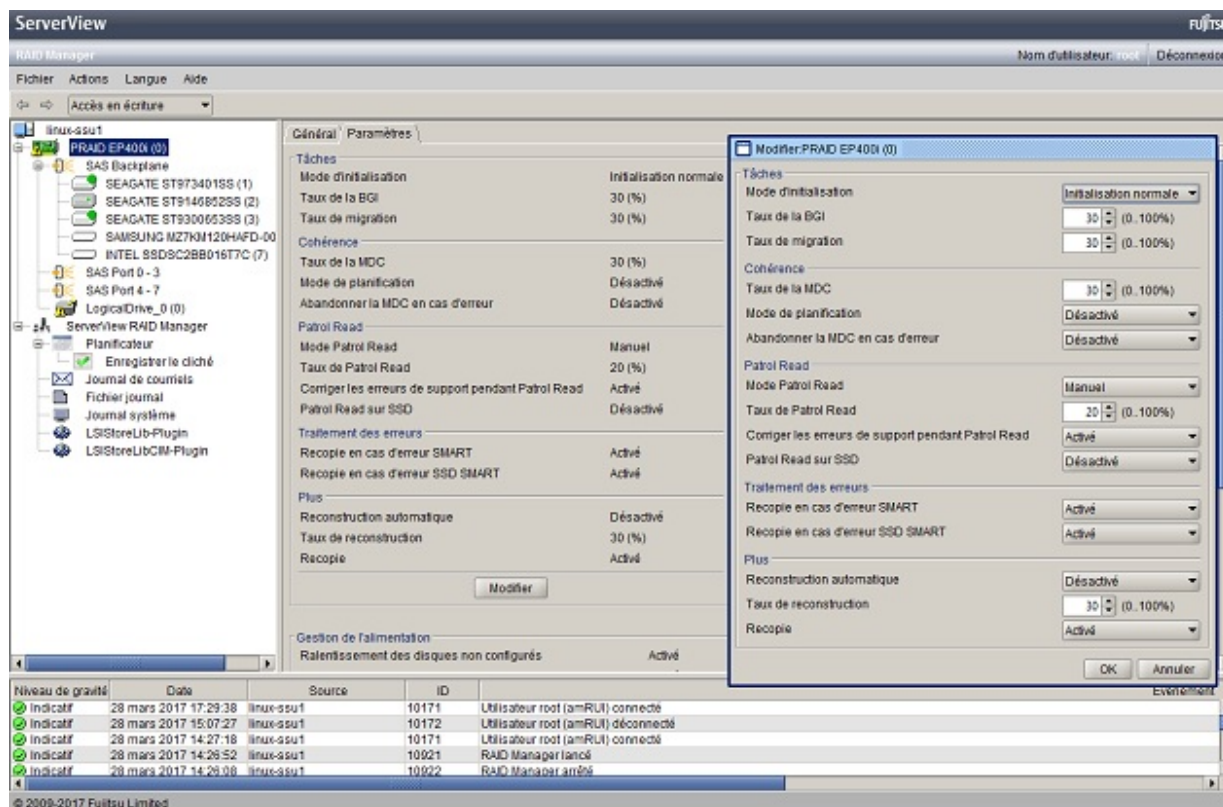 ServerView
FUJITSU
RAID Manager
Nom d'utilisateur: root
Déconnexion
Fichier Actions Langue Aide
Accès en écriture
linux-ssu1
PRAID EP400i (0)
SAS Backplane
SEAGATE ST973401SS (1)
SEAGATE ST9146852SS (2)
SEAGATE ST9300653SS (3)
SAMSUNG MZ7KM120HAFD-00
INTEL SSDSC2BB016T7C (7)
SAS Port 0 - 3
SAS Port 4 - 7
LogicalDrive_0 (0)
ServerView RAID Manager
Planificateur
Enregistrer le cliché
Journal de courriels
Fichier journal
Journal système
LSIStoreLib-Plugin
LSIStoreLibCIM-Plugin
Général Paramètres
Tâches
Mode d'initialisation Initialisation normale
Taux de la BGI 30 (%)
Taux de migration 30 (%)
Cohérence
Taux de la MDC 30 (%)
Mode de planification Désactivé
Abandonner la MDC en cas d'erreur Désactivé
Patrol Read
Mode Patrol Read Manuel
Taux de Patrol Read 20 (%)
Corriger les erreurs de support pendant Patrol Read Activé
Patrol Read sur SSD Désactivé
Traitement des erreurs
Recopie en cas d'erreur SMART Activé
Recopie en cas d'erreur SSD SMART Activé
Plus
Reconstruction automatique Désactivé
Taux de reconstruction 30 (%)
Recopie Activé
Modifier
Gestion de l'alimentation
Ralentissement des disques non configurés Activé
Modifier:PRAID EP400i (0)
Tâches
Mode d'initialisation Initialisation normale
Taux de la BGI 30 (0..100%)
Taux de migration 30 (0..100%)
Cohérence
Taux de la MDC 30 (0..100%)
Mode de planification Désactivé
Abandonner la MDC en cas d'erreur Désactivé
Patrol Read
Mode Patrol Read Manuel
Taux de Patrol Read 20 (0..100%)
Corriger les erreurs de support pendant Patrol Read Activé
Patrol Read sur SSD Désactivé
Traitement des erreurs
Recopie en cas d'erreur SMART Activé
Recopie en cas d'erreur SSD SMART Activé
Plus
Reconstruction automatique Désactivé
Taux de reconstruction 30 (0..100%)
Recopie Activé
OK Annuler
Niveau de gravité Date Source ID Evénement
Indicatif 28 mars 2017 17:29:38 linux-ssu1 10171 Utilisateur root (amRUI) connecté
Indicatif 28 mars 2017 15:07:27 linux-ssu1 10172 Utilisateur root (amRUI) déconnecté
Indicatif 28 mars 2017 14:27:18 linux-ssu1 10171 Utilisateur root (amRUI) connecté
Indicatif 28 mars 2017 14:26:52 linux-ssu1 10921 RAID Manager lancé
Indicatif 28 mars 2017 14:26:08 linux-ssu1 10922 RAID Manager arrêté
© 2009-2017 Fujitsu Limited